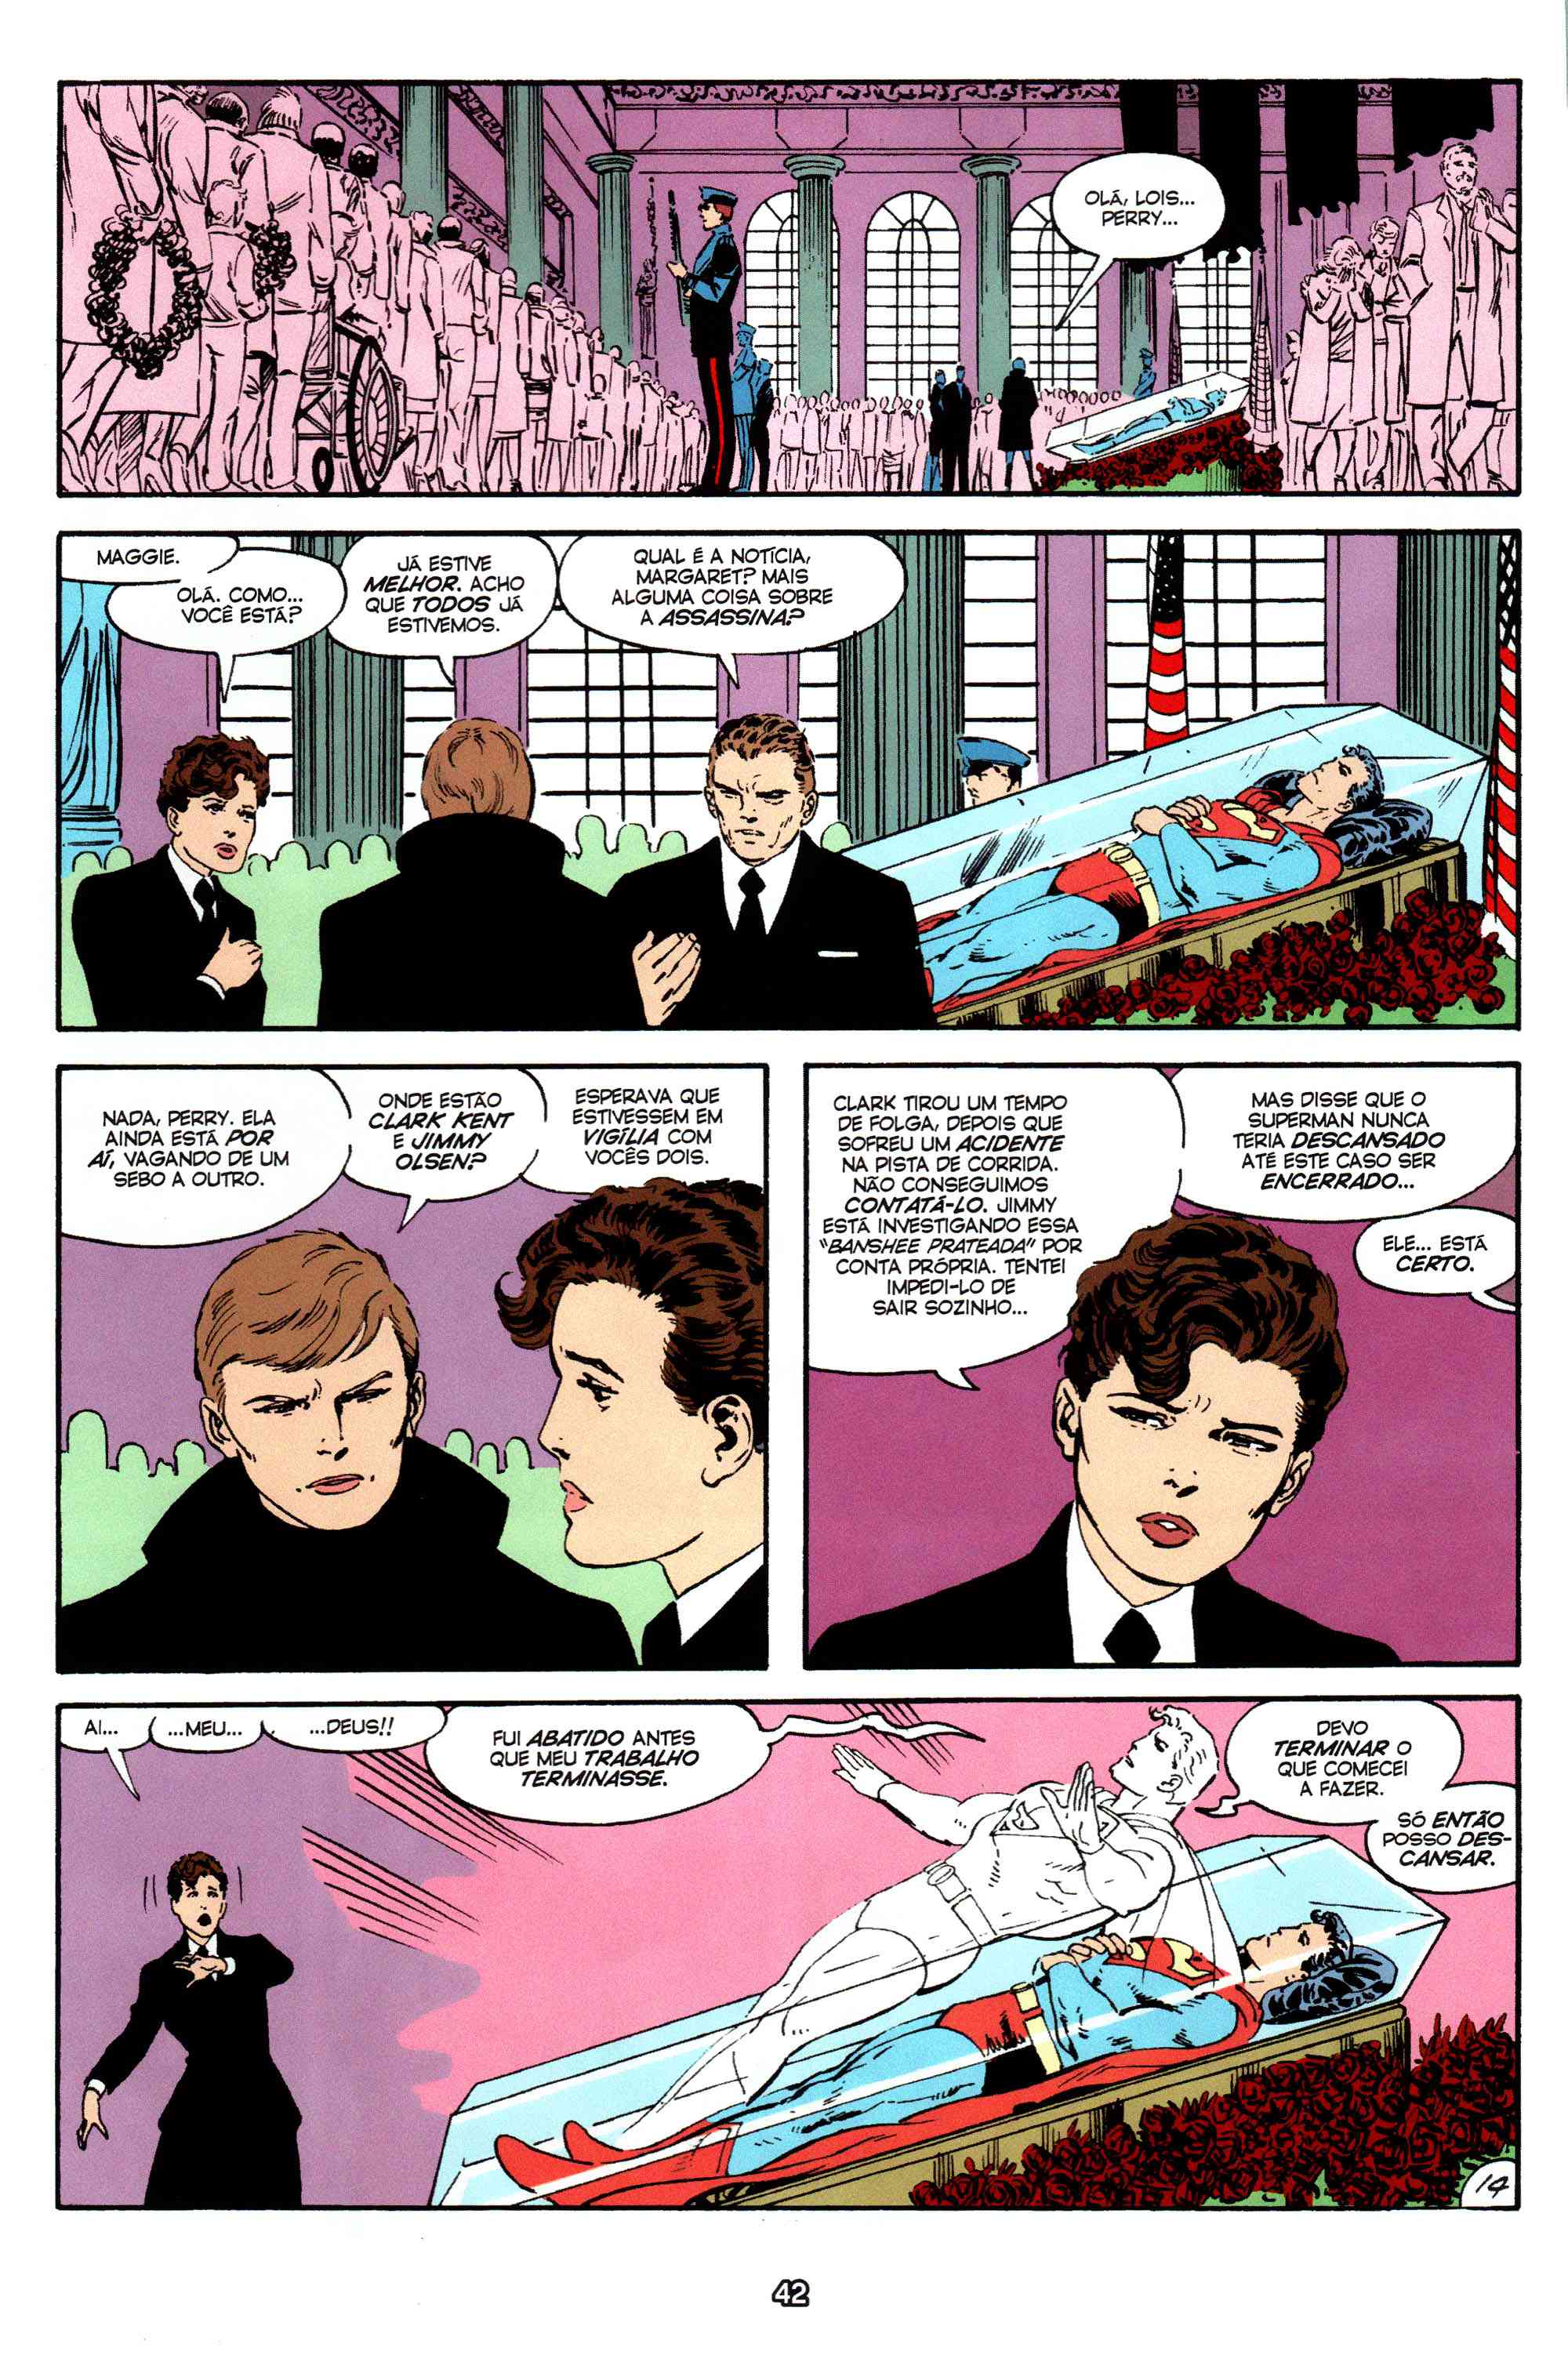 OLÁ, LOIS...
PERRY...
MAGGIE.
OLÁ. COMO...
VOCÊ ESTÁ?
JÁ ESTIVE
MELHOR. ACHO
QUE TODOS JÁ
ESTIVEMOS.
QUAL É A NOTÍCIA,
MARGARET? MAIS
ALGUMA COISA SOBRE
A ASSASSINA?
NADA, PERRY. ELA
AINDA ESTÁ POR
AÍ, VAGANDO DE UM
SEBO A OUTRO.
ONDE ESTÃO
CLARK KENT
E JIMMY
OLSEN?
ESPERAVA QUE
ESTIVESSEM EM
VIGÍLIA COM
VOCÊS DOIS.
CLARK TIROU UM TEMPO
DE FOLGA, DEPOIS QUE
SOFREU UM ACIDENTE
NA PISTA DE CORRIDA.
NÃO CONSEGUIMOS
CONTATÁ-LO. JIMMY
ESTÁ INVESTIGANDO ESSA
"BANSHEE PRATEADA" POR
CONTA PRÓPRIA. TENTEI
IMPEDI-LO DE
SAIR SOZINHO...
MAS DISSE QUE O
SUPERMAN NUNCA
TERIA DESCANSADO
ATÉ ESTE CASO SER
ENCERRADO...
ELE... ESTÁ
CERTO.
AI...
...MEU...
...DEUS!!
FUI ABATIDO ANTES
QUE MEU TRABALHO
TERMINASSE.
DEVO
TERMINAR O
QUE COMECEI
A FAZER.
SÓ ENTÃO
POSSO DES-
CANSAR.
14
42